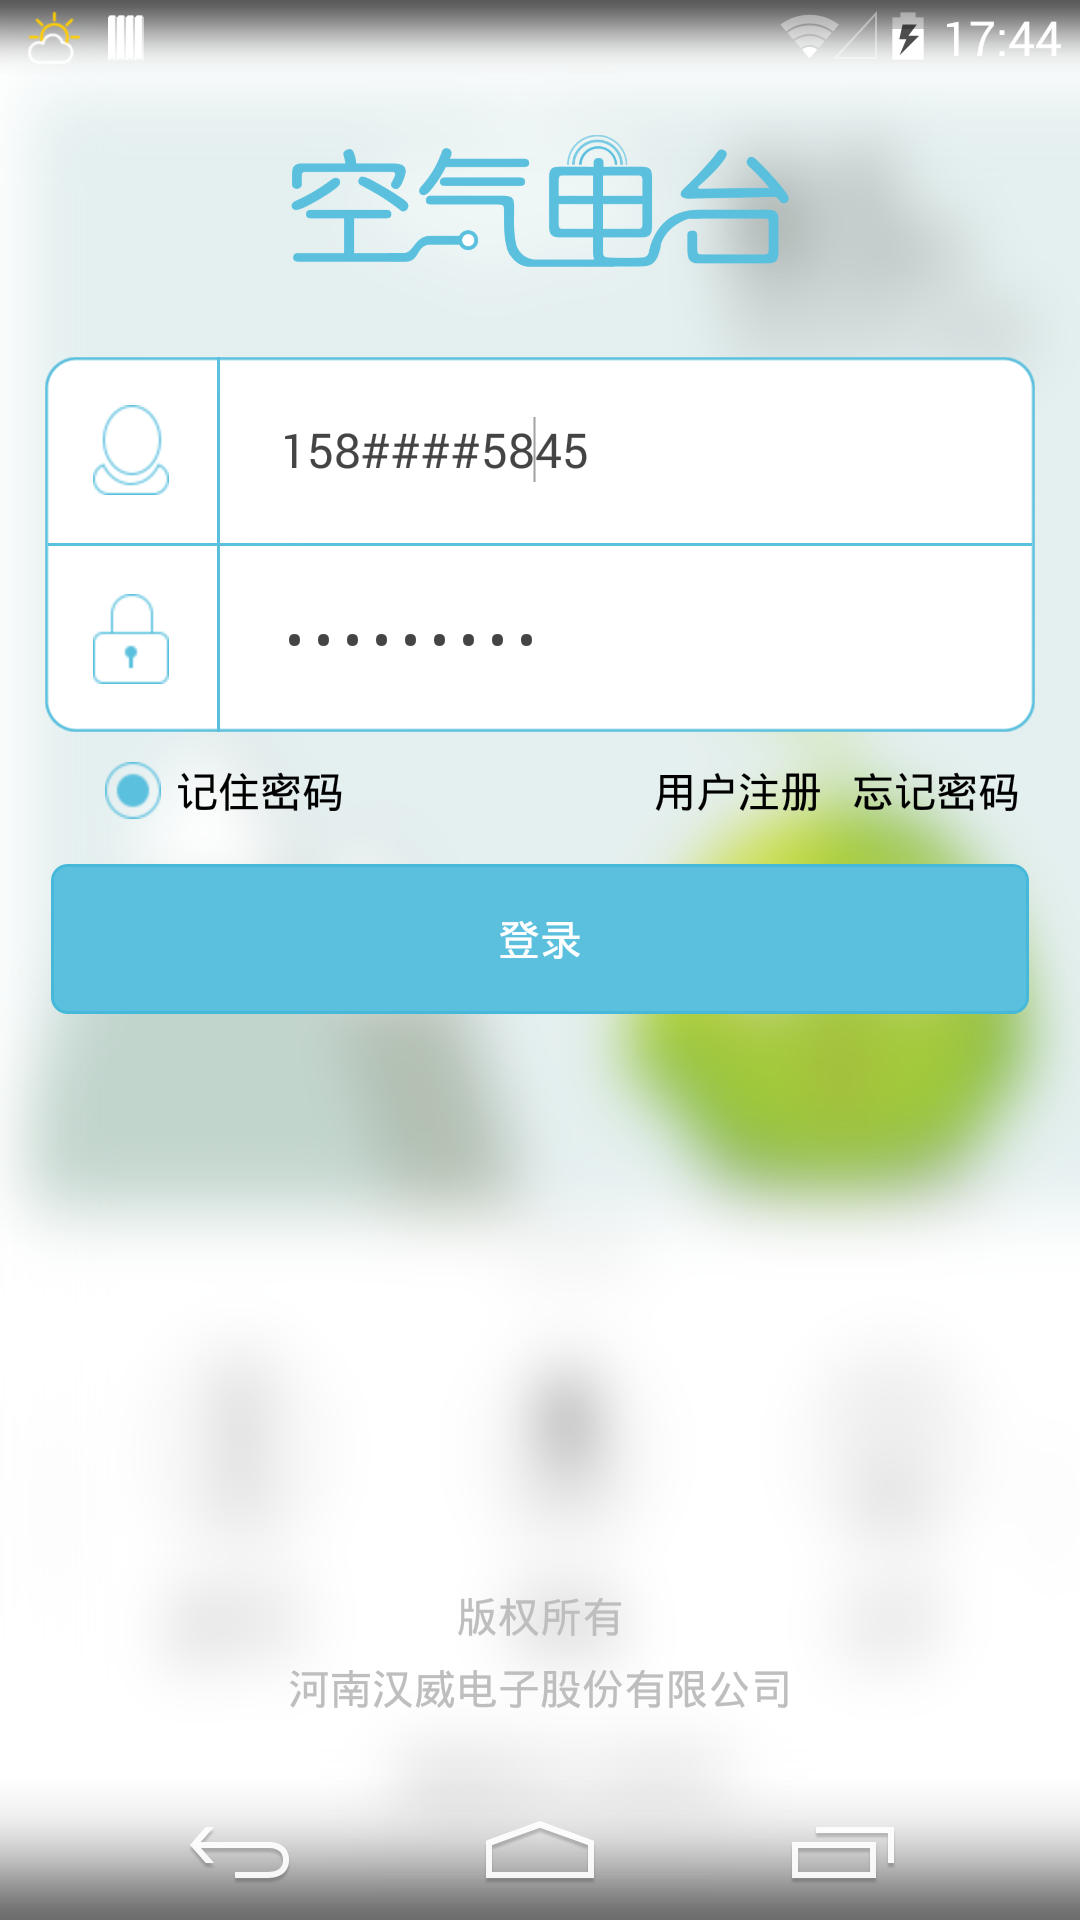 17:44
空气电台
158####5845
•••••••••
记住密码 用户注册 忘记密码
登录
版权所有
河南汉威电子股份有限公司